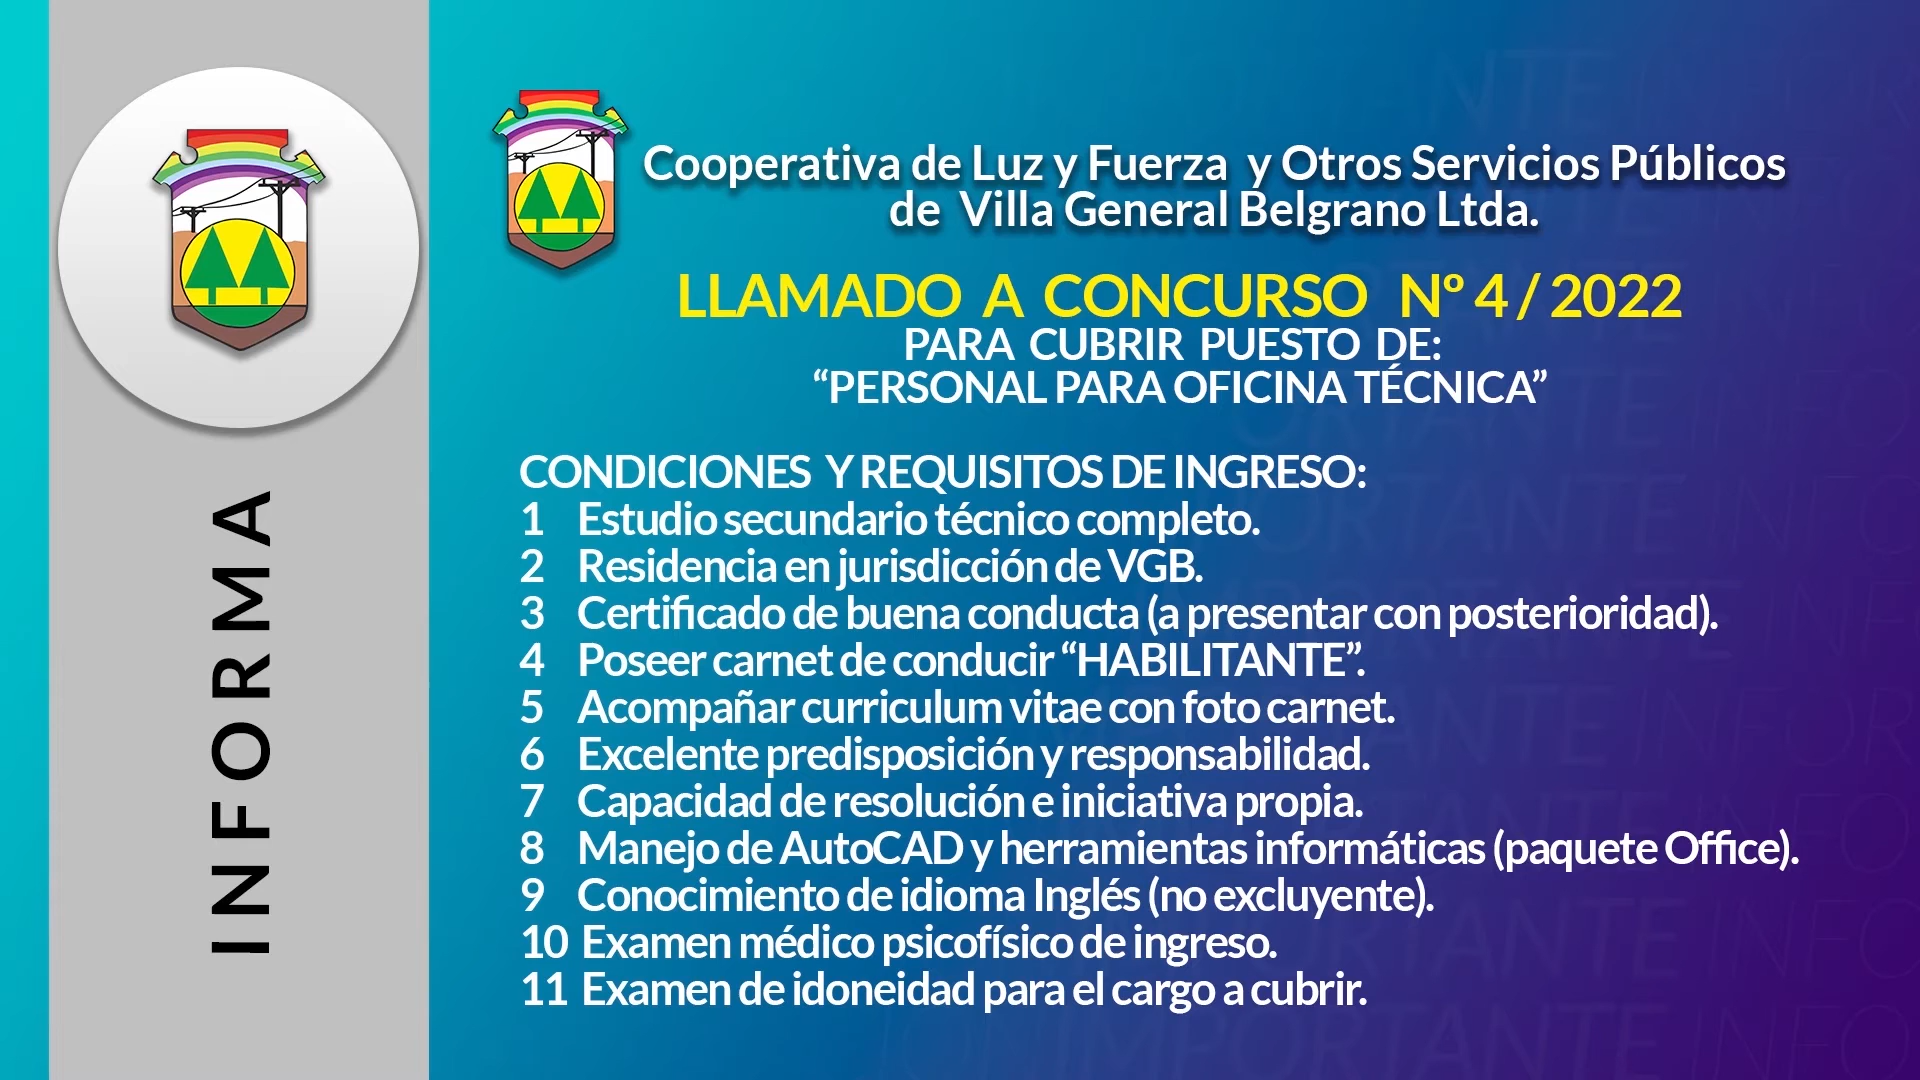 INFORMA
Cooperativa de Luz y Fuerza y Otros Servicios Públicos
de Villa General Belgrano Ltda.
LLAMADO A CONCURSO Nº 4 / 2022
PARA CUBRIR PUESTO DE:
“PERSONAL PARA OFICINA TÉCNICA”
CONDICIONES Y REQUISITOS DE INGRESO:
1 Estudio secundario técnico completo.
2 Residencia en jurisdicción de VGB.
3 Certificado de buena conducta (a presentar con posterioridad).
4 Poseer carnet de conducir “HABILITANTE”.
5 Acompañar curriculum vitae con foto carnet.
6 Excelente predisposición y responsabilidad.
7 Capacidad de resolución e iniciativa propia.
8 Manejo de AutoCAD y herramientas informáticas (paquete Office).
9 Conocimiento de idioma Inglés (no excluyente).
10 Examen médico psicofísico de ingreso.
11 Examen de idoneidad para el cargo a cubrir.